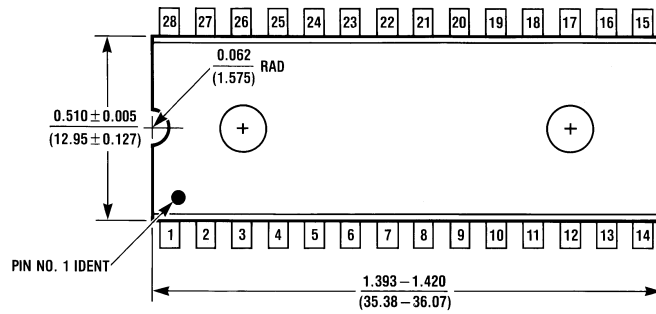 28 27 26 25 24 23 22 21 20 19 18 17 16 15
0.062
(1.575)
RAD
0.510 ± 0.005
(12.95 ± 0.127)
1 2 3 4 5 6 7 8 9 10 11 12 13 14
PIN NO. 1 IDENT
1.393 – 1.420
(35.38 – 36.07)